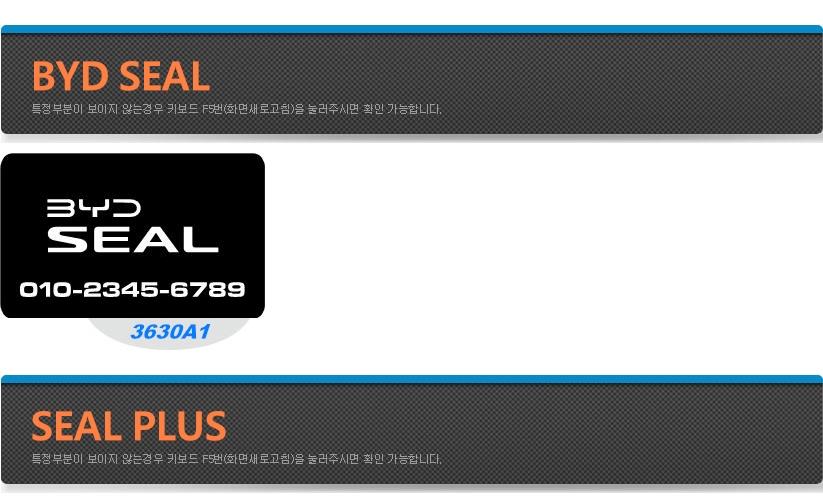 BYD SEAL
특정부분이 보이지 않는경우 키보드 F5번(화면새로고침)을 눌러주시면 확인 가능합니다.
BYD
SEAL
010-2345-6789
3630A1
SEAL PLUS
특정부분이 보이지 않는경우 키보드 F5번(화면새로고침)을 눌러주시면 확인 가능합니다.